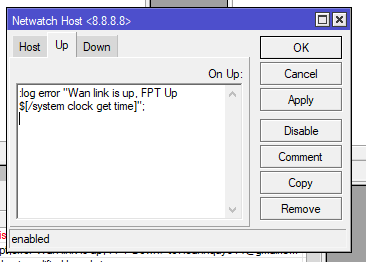 Netwatch Host <8.8.8.8>
Host
Up
Down
OK
On Up:
Cancel
:log error "Wan link is up, FPT Up
$[/system clock get time]";
Apply
Disable
Comment
Copy
Remove
enabled